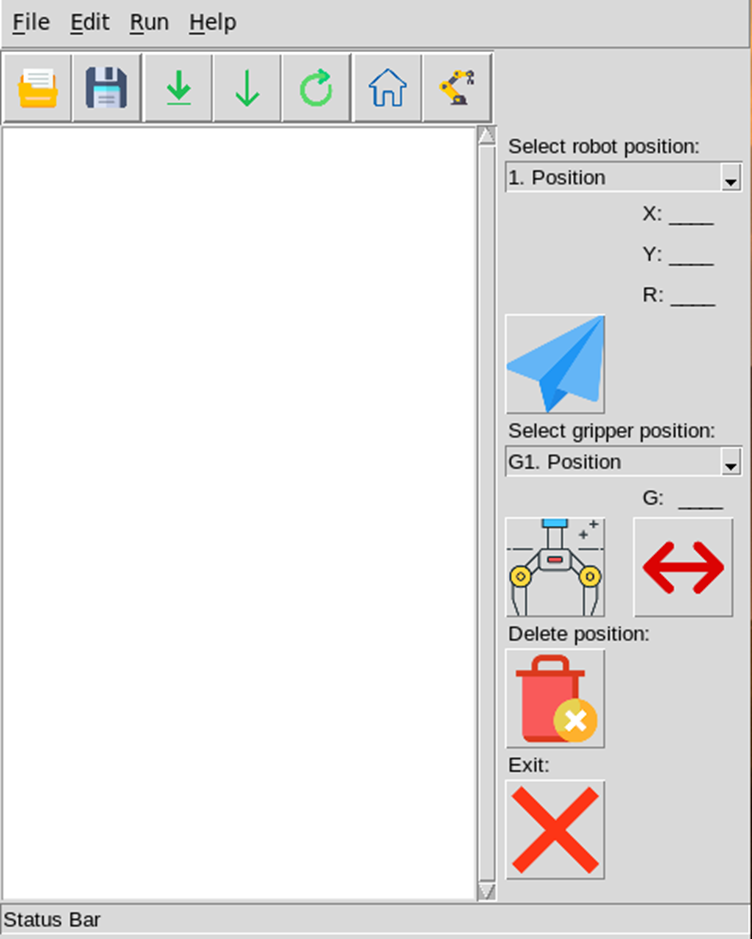 File Edit Run Help
Select robot position:
1. Position
X: ____
Y: ____
R: ____
Select gripper position:
G1. Position
G: ____
Delete position:
Exit:
Status Bar